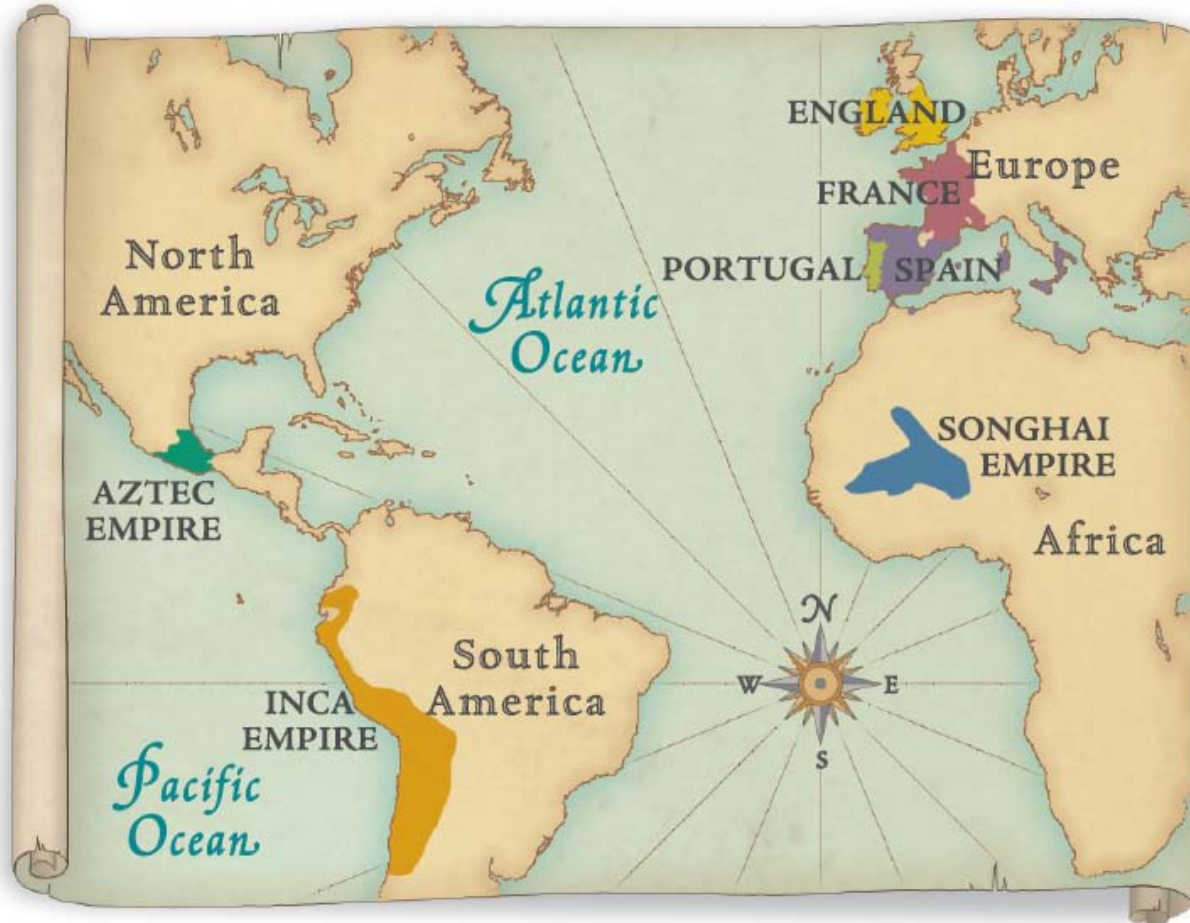 ENGLAND
Europe
FRANCE
North
America
PORTUGAL
SPAIN
Atlantic
Ocean
SONGHAI
EMPIRE
AZTEC
EMPIRE
Africa
N
South
America
W
E
INCA
EMPIRE
S
Pacific
Ocean